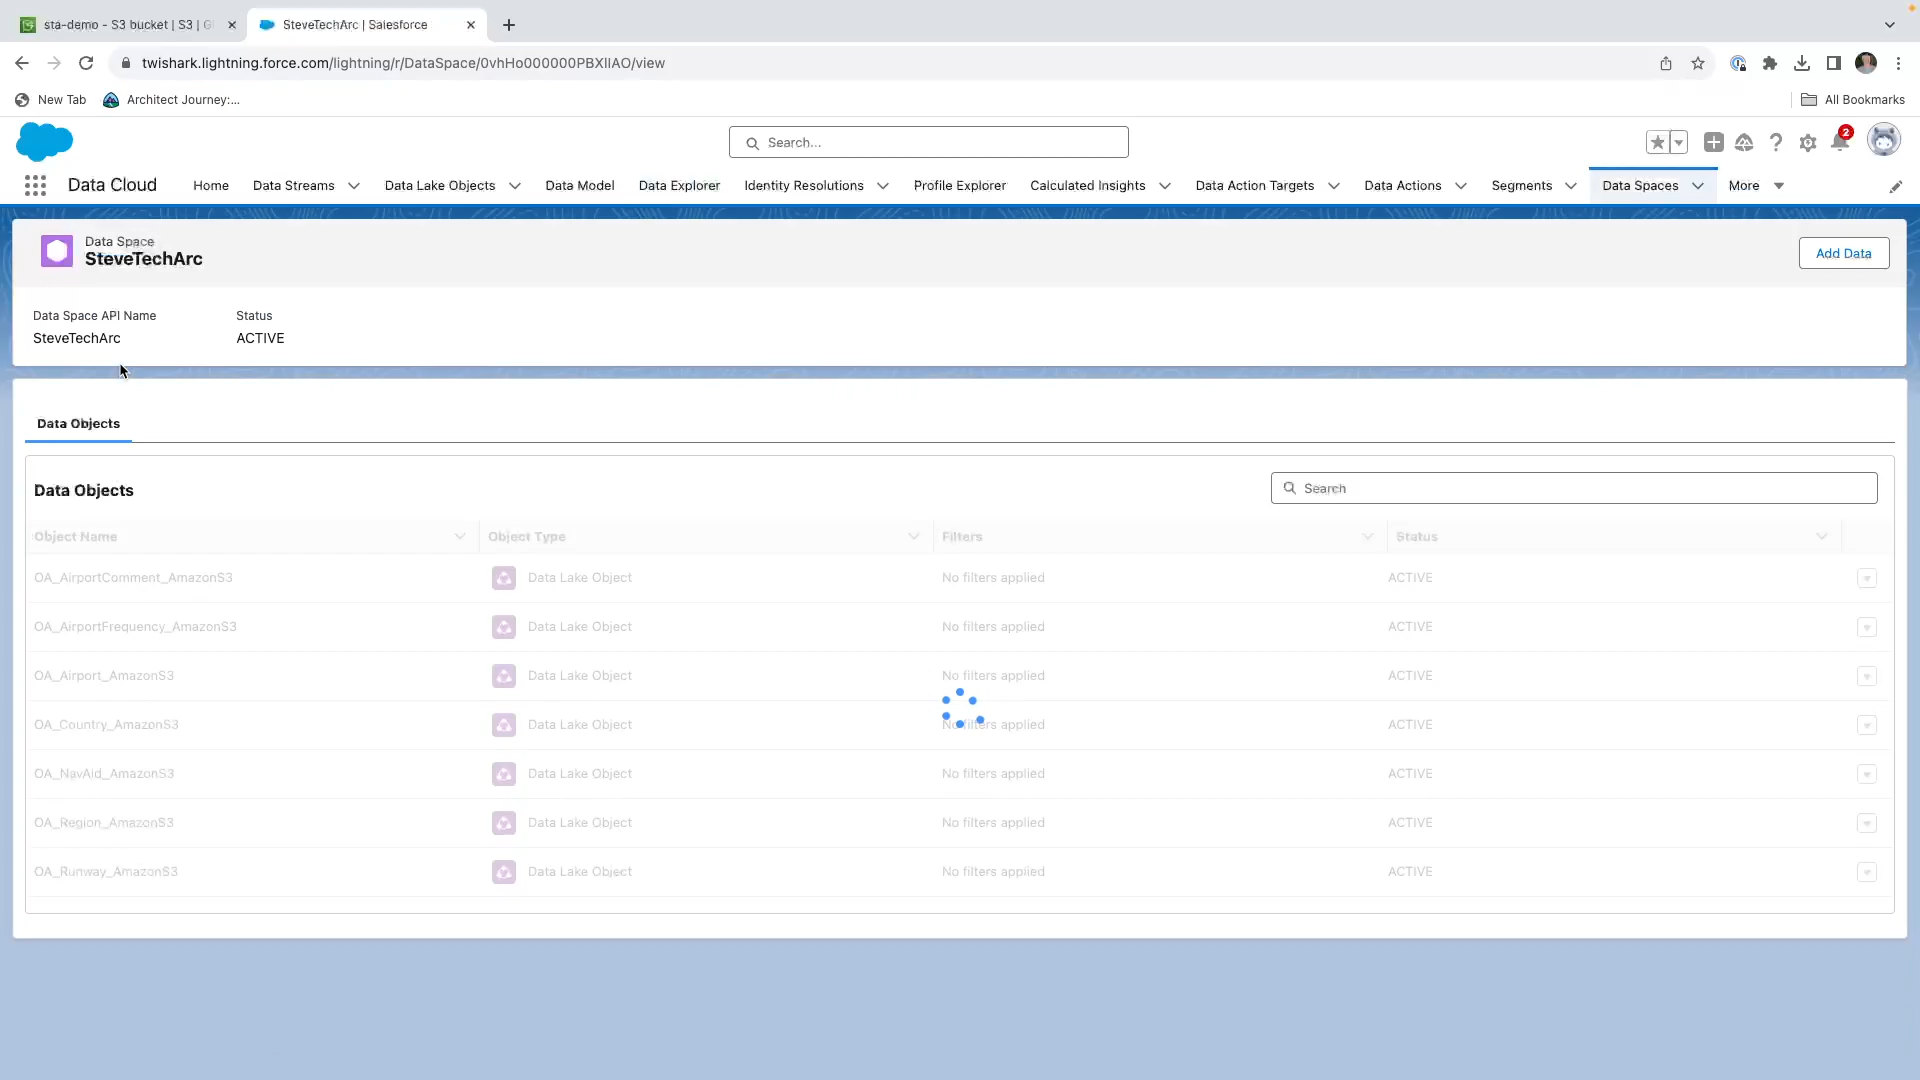 sta-demo - S3 bucket | S3 | G
SteveTechArc | Salesforce
twishark.lightning.force.com/lightning/r/DataSpace/0vhHo000000PBXIIAO/view
New Tab
Architect Journey:...
All Bookmarks
Search...
2
Data Cloud
Home
Data Streams
Data Lake Objects
Data Model
Data Explorer
Identity Resolutions
Profile Explorer
Calculated Insights
Data Action Targets
Data Actions
Segments
Data Spaces
More
Data Space
SteveTechArc
Add Data
Data Space API Name
Status
SteveTechArc
ACTIVE
Data Objects
Data Objects
Search
Object Name
Object Type
Filters
Status
OA_AirportComment_AmazonS3
Data Lake Object
No filters applied
ACTIVE
OA_AirportFrequency_AmazonS3
Data Lake Object
No filters applied
ACTIVE
OA_Airport_AmazonS3
Data Lake Object
No filters applied
ACTIVE
OA_Country_AmazonS3
Data Lake Object
No filters applied
ACTIVE
OA_NavAid_AmazonS3
Data Lake Object
No filters applied
ACTIVE
OA_Region_AmazonS3
Data Lake Object
No filters applied
ACTIVE
OA_Runway_AmazonS3
Data Lake Object
No filters applied
ACTIVE